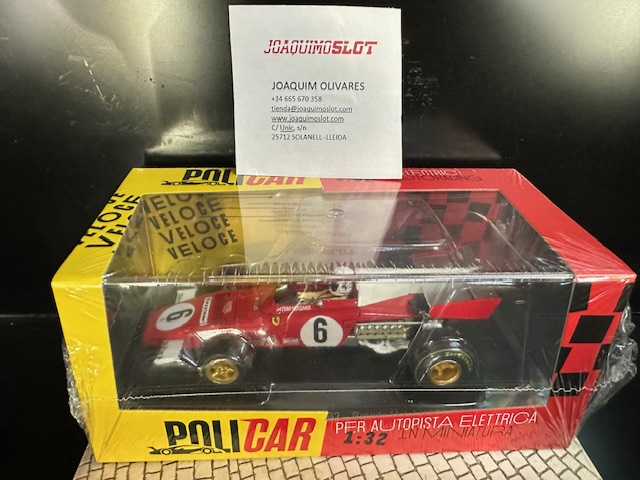 JOAQUIMOSLOT
JOAQUIM OLIVARES
+34 665 670 358
tienda@joaquimoslot.com
www.joaquimoslot.com
C/ Unic, s/n
25712 SOLANELL-LLEIDA
POLICAR
VELOCE
VELOCE
VELOCE
VELOCE
VELOCE
6
6
POLICAR
PER AUTOPISTA ELETTRICA
1:32 IN MINIATURA